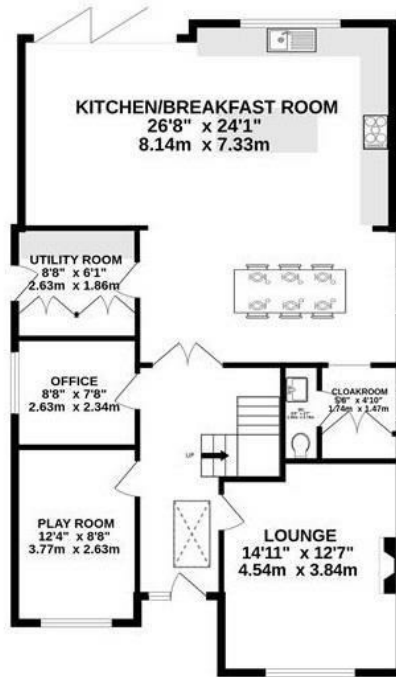 KITCHEN/BREAKFAST ROOM
26'8" x 24'1"
8.14m x 7.33m
UTILITY ROOM
8'8" x 6'1"
2.63m x 1.86m
OFFICE
8'8" x 7'8"
2.63m x 2.34m
CLOAKROOM
5'8" x 4'10"
1.74m x 1.47m
UP
PLAY ROOM
12'4" x 8'8"
3.77m x 2.63m
LOUNGE
14'11" x 12'7"
4.54m x 3.84m